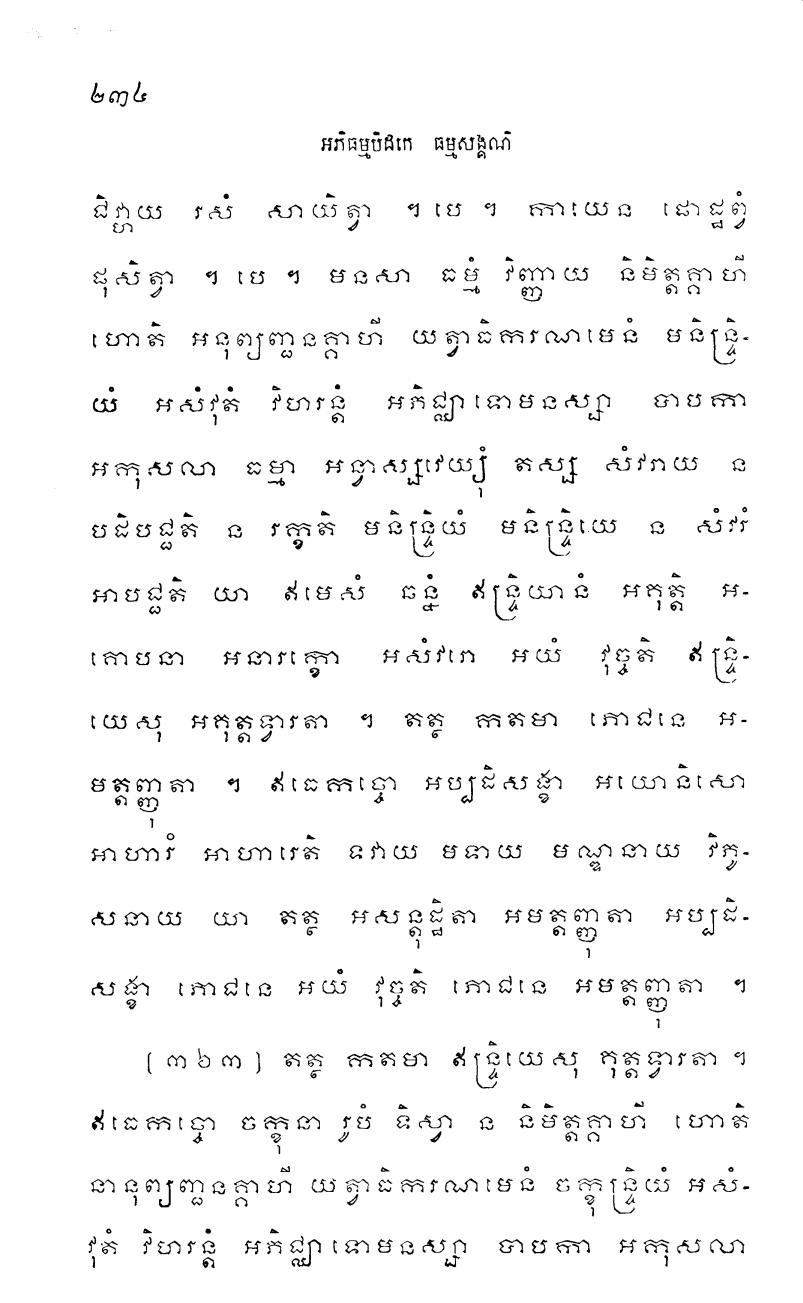 ២៣៤
អភិធម្មបិដកេ ធម្មសង្គណិ
ជិវ្ហាយ រសំ សាយិត្វា ។ បេ ។ កាយេន ផោដ្ឋព្វំ
ផុសិត្វា ។ បេ ។ មនសា ធម្មំ វិញ្ញាយ និមិត្តគ្គាហី
ហោតិ អនុព្យញ្ជនគ្គាហី យត្វាធិករណមេនំ មនិន្ទ្រិ-
យំ អសំវុតំ វិហរន្តំ អភិជ្ឈាទោមនស្សា បាបកា
អកុសលា ធម្មា អន្វាស្សវេយ្យុំ តស្ស សំវរាយ ន
បដិបជ្ជតិ ន រក្ខតិ មនិន្ទ្រិយំ មនិន្ទ្រិយេ ន សំវរំ
អាបជ្ជតិ យា ឥមេសំ ឆន្នំ ឥន្ទ្រិយានំ អគុត្តិ អ-
គោបនា អនារក្ខោ អសំវរោ អយំ វុច្ចតិ ឥន្ទ្រិ-
យេសុ អគុត្តទ្វារតា ។ តត្ថ កតមា ភោជនេ អ-
មត្តញ្ញុតា ។ ឥធេកច្ចោ អប្បដិសង្ខា អយោនិសោ
អាហារំ អាហារេតិ ទវាយ មទាយ មណ្ឌនាយ វិភូ-
សនាយ យា តត្ថ អសន្តុដ្ឋិតា អមត្តញ្ញុតា អប្បដិ-
សង្ខា ភោជនេ អយំ វុច្ចតិ ភោជនេ អមត្តញ្ញុតា ។
[៣៦៣] តត្ថ កតមា ឥន្ទ្រិយេសុ គុត្តទ្វារតា ។
ឥធេកច្ចោ ចក្ខុនា រូបំ ទិស្វា ន និមិត្តគ្គាហី ហោតិ
នានុព្យញ្ជនគ្គាហី យត្វាធិករណមេនំ ចក្ខុន្ទ្រិយំ អសំ-
វុតំ វិហរន្តំ អភិជ្ឈាទោមនស្សា បាបកា អកុសលា